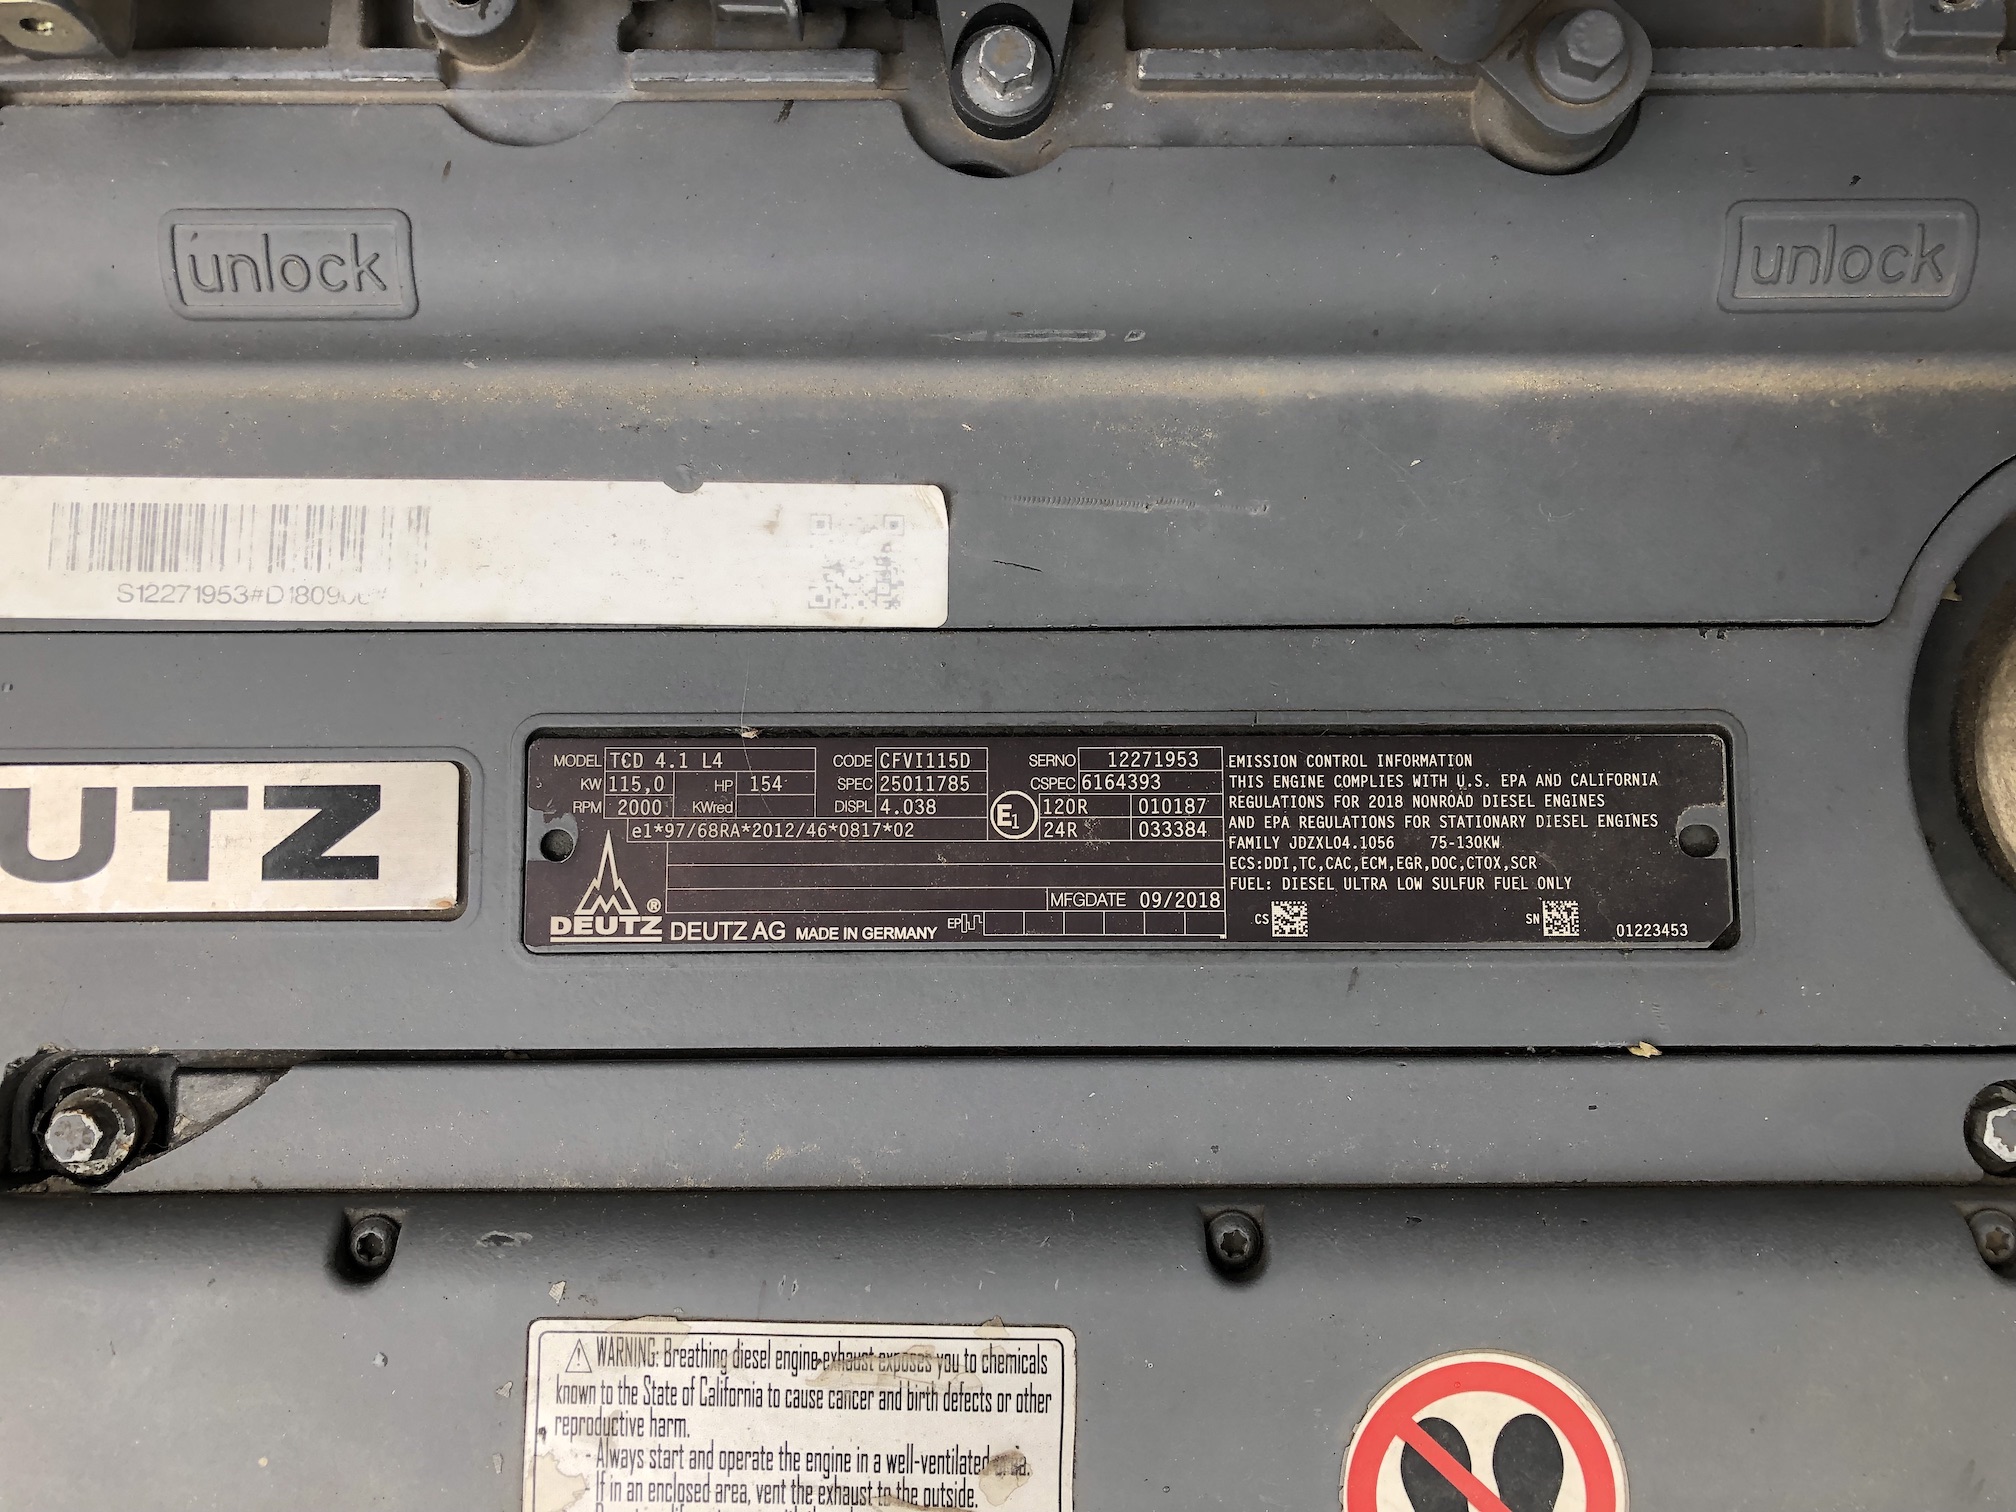 unlock
unlock
S12271953#D1809
UTZ
MODEL TCD 4.1 L4 CODE CFVI115D SERNO 12271953
KW 115,0 HP 154 SPEC 25011785 CSPEC 6164393
RPM 2000 KWred DISPL 4.038 E1 120R 010187
e1*97/68RA*2012/46*0817*02 24R 033384
MFGDATE 09/2018
DEUTZ ® DEUTZ AG MADE IN GERMANY EP
EMISSION CONTROL INFORMATION
THIS ENGINE COMPLIES WITH U.S. EPA AND CALIFORNIA
REGULATIONS FOR 2018 NONROAD DIESEL ENGINES
AND EPA REGULATIONS FOR STATIONARY DIESEL ENGINES
FAMILY JDZXL04.1056 75-130KW
ECS:DDI,TC,CAC,ECM,EGR,DOC,CTOX,SCR
FUEL: DIESEL ULTRA LOW SULFUR FUEL ONLY
CS SN 01223453
WARNING: Breathing diesel engine exhaust exposes you to chemicals
known to the State of California to cause cancer and birth defects or other
reproductive harm.
- Always start and operate the engine in a well-ventilated area.
- If in an enclosed area, vent the exhaust to the outside.